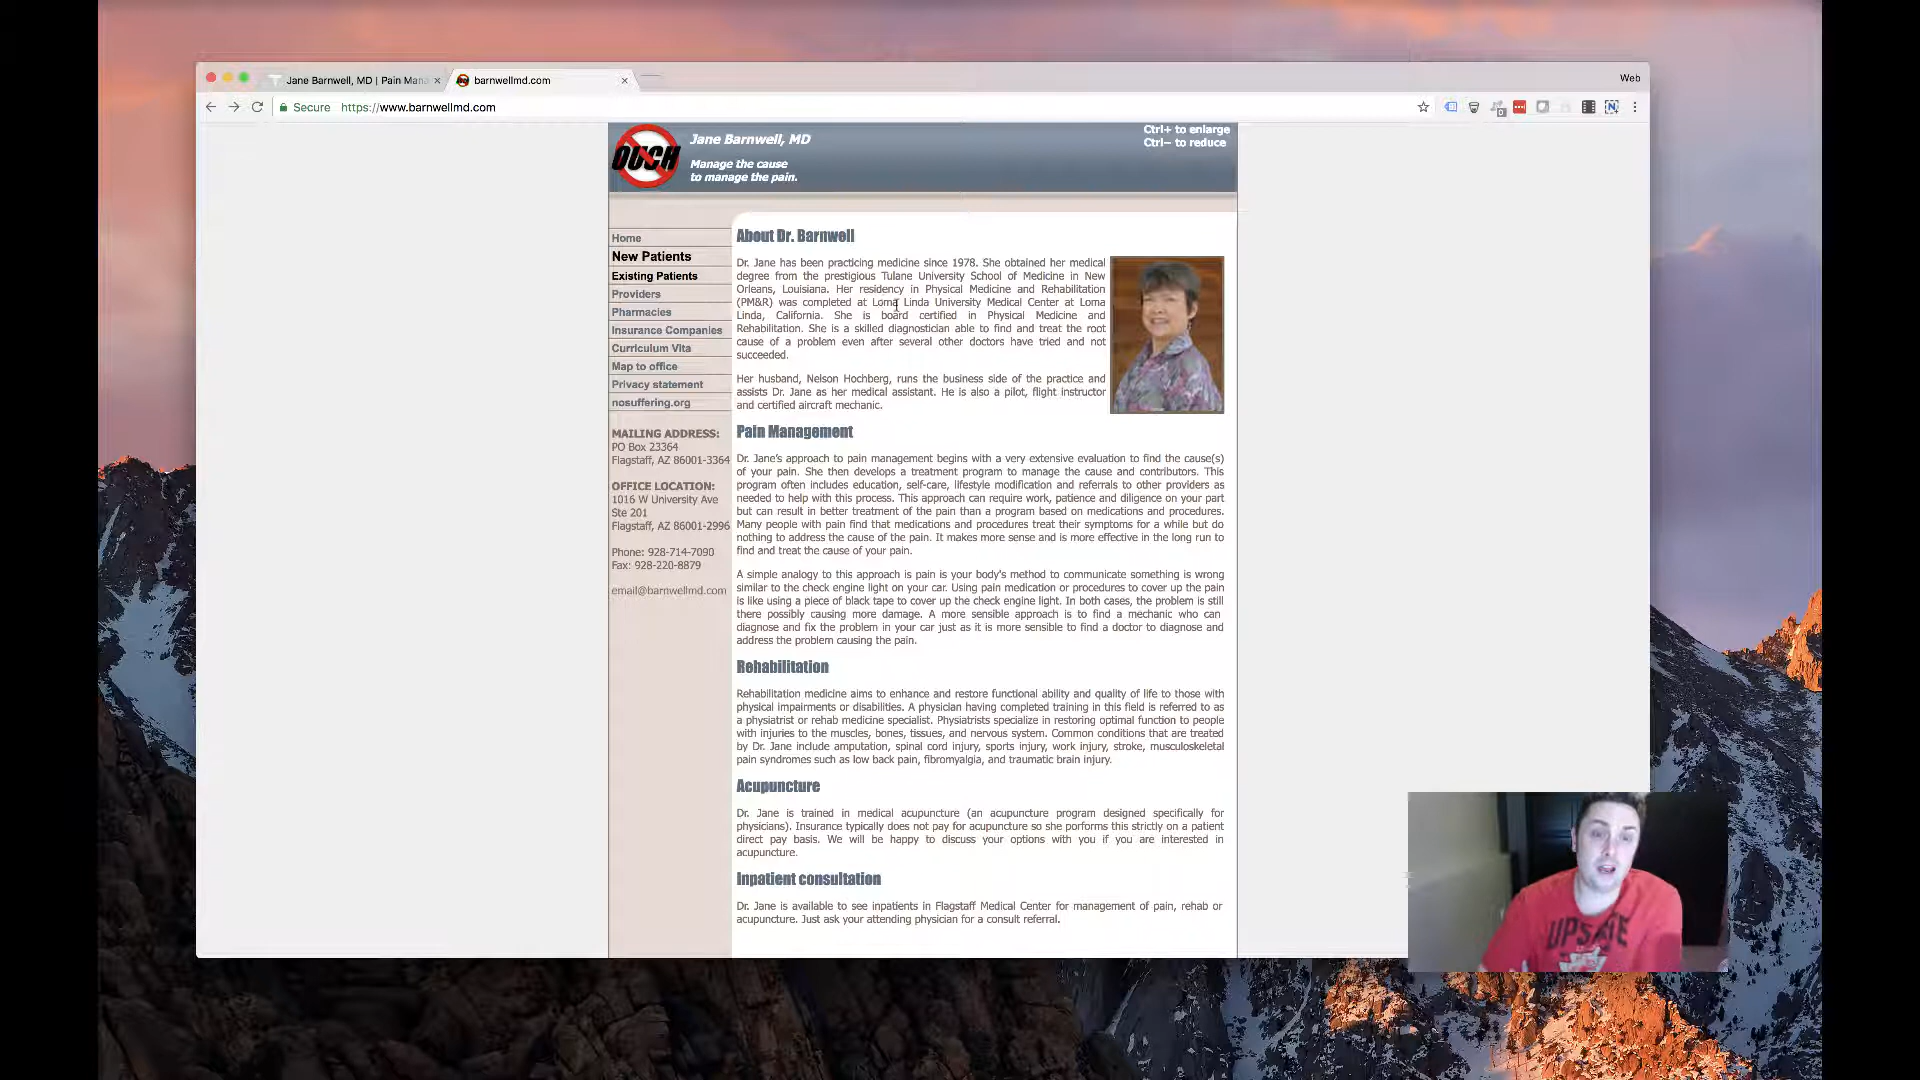 Jane Barnwell, MD | Pain Mana
barnwellmd.com
Web
Secure
https://www.barnwellmd.com
OUCH
Jane Barnwell, MD
Manage the cause
to manage the pain.
Ctrl+ to enlarge
Ctrl– to reduce
Home
New Patients
Existing Patients
Providers
Pharmacies
Insurance Companies
Curriculum Vita
Map to office
Privacy statement
nosuffering.org
MAILING ADDRESS:
PO Box 23364
Flagstaff, AZ 86001-3364
OFFICE LOCATION:
1016 W University Ave
Ste 201
Flagstaff, AZ 86001-2996
Phone: 928-714-7090
Fax: 928-220-8879
email@barnwellmd.com
About Dr. Barnwell
Dr. Jane has been practicing medicine since 1978. She obtained her medical
degree from the prestigious Tulane University School of Medicine in New
Orleans, Louisiana. Her residency in Physical Medicine and Rehabilitation
(PM&R) was completed at Loma Linda University Medical Center at Loma
Linda, California. She is board certified in Physical Medicine and
Rehabilitation. She is a skilled diagnostician able to find and treat the root
cause of a problem even after several other doctors have tried and not
succeeded.
Her husband, Nelson Hochberg, runs the business side of the practice and
assists Dr. Jane as her medical assistant. He is also a pilot, flight instructor
and certified aircraft mechanic.
Pain Management
Dr. Jane's approach to pain management begins with a very extensive evaluation to find the cause(s)
of your pain. She then develops a treatment program to manage the cause and contributors. This
program often includes education, self-care, lifestyle modification and referrals to other providers as
needed to help with this process. This approach can require work, patience and diligence on your part
but can result in better treatment of the pain than a program based on medications and procedures.
Many people with pain find that medications and procedures treat their symptoms for a while but do
nothing to address the cause of the pain. It makes more sense and is more effective in the long run to
find and treat the cause of your pain.
A simple analogy to this approach is pain is your body's method to communicate something is wrong
similar to the check engine light on your car. Using pain medication or procedures to cover up the pain
is like using a piece of black tape to cover up the check engine light. In both cases, the problem is still
there possibly causing more damage. A more sensible approach is to find a mechanic who can
diagnose and fix the problem in your car just as it is more sensible to find a doctor to diagnose and
address the problem causing the pain.
Rehabilitation
Rehabilitation medicine aims to enhance and restore functional ability and quality of life to those with
physical impairments or disabilities. A physician having completed training in this field is referred to as
a physiatrist or rehab medicine specialist. Physiatrists specialize in restoring optimal function to people
with injuries to the muscles, bones, tissues, and nervous system. Common conditions that are treated
by Dr. Jane include amputation, spinal cord injury, sports injury, work injury, stroke, musculoskeletal
pain syndromes such as low back pain, fibromyalgia, and traumatic brain injury.
Acupuncture
Dr. Jane is trained in medical acupuncture (an acupuncture program designed specifically for
physicians). Insurance typically does not pay for acupuncture so she porforms this strictly on a patient
direct pay basis. We will be happy to discuss your options with you if you are interested in
acupuncture.
Inpatient consultation
Dr. Jane is available to see inpatients in Flagstaff Medical Center for management of pain, rehab or
acupuncture. Just ask your attending physician for a consult referral.